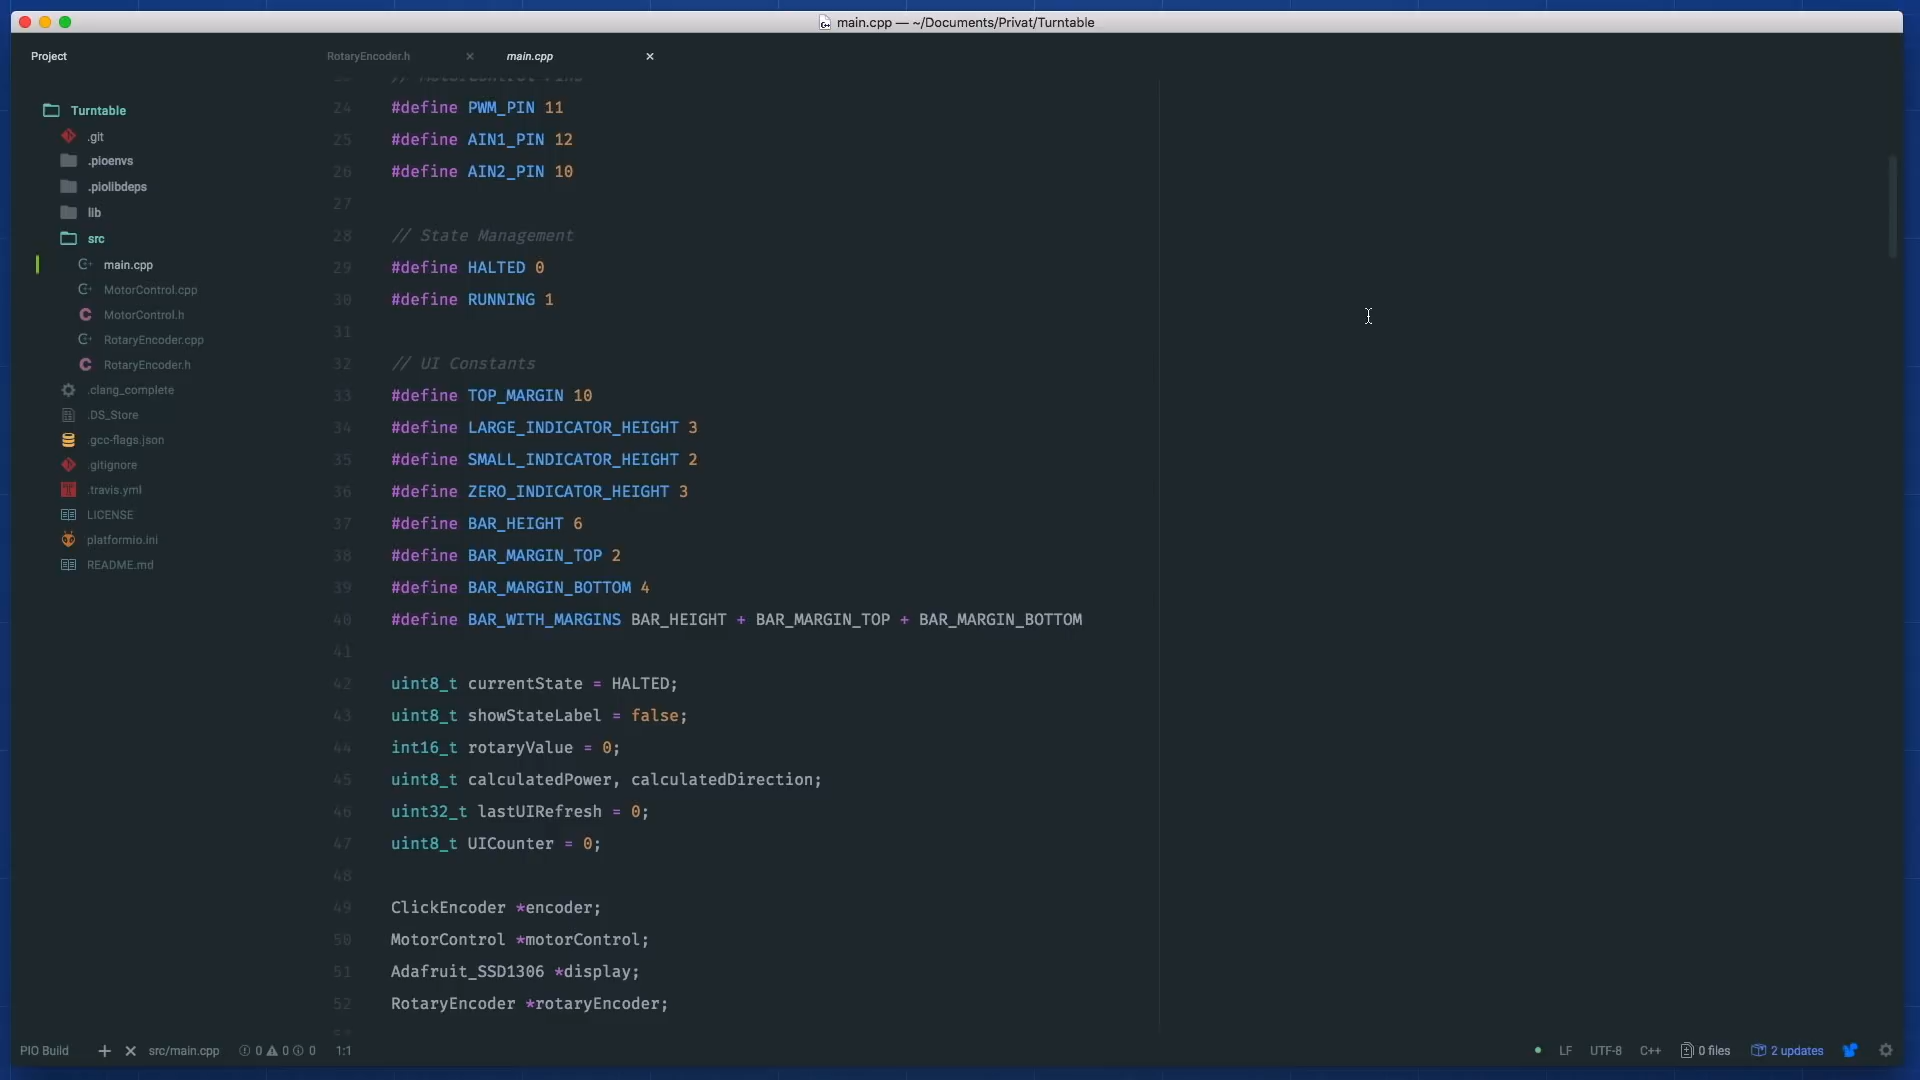 main.cpp — ~/Documents/Privat/Turntable
Project
RotaryEncoder.h
main.cpp
Turntable
.git
.pioenvs
.piolibdeps
lib
src
main.cpp
MotorControl.cpp
MotorControl.h
RotaryEncoder.cpp
RotaryEncoder.h
.clang_complete
.DS_Store
.gcc-flags.json
.gitignore
.travis.yml
LICENSE
platformio.ini
README.md
24 #define PWM_PIN 11
25 #define AIN1_PIN 12
26 #define AIN2_PIN 10
27
28 // State Management
29 #define HALTED 0
30 #define RUNNING 1
31
32 // UI Constants
33 #define TOP_MARGIN 10
34 #define LARGE_INDICATOR_HEIGHT 3
35 #define SMALL_INDICATOR_HEIGHT 2
36 #define ZERO_INDICATOR_HEIGHT 3
37 #define BAR_HEIGHT 6
38 #define BAR_MARGIN_TOP 2
39 #define BAR_MARGIN_BOTTOM 4
40 #define BAR_WITH_MARGINS BAR_HEIGHT + BAR_MARGIN_TOP + BAR_MARGIN_BOTTOM
41
42 uint8_t currentState = HALTED;
43 uint8_t showStateLabel = false;
44 int16_t rotaryValue = 0;
45 uint8_t calculatedPower, calculatedDirection;
46 uint32_t lastUIRefresh = 0;
47 uint8_t UICounter = 0;
48
49 ClickEncoder *encoder;
50 MotorControl *motorControl;
51 Adafruit_SSD1306 *display;
52 RotaryEncoder *rotaryEncoder;
PIO Build + × src/main.cpp 0 0 0 1:1
LF UTF-8 C++ 0 files 2 updates